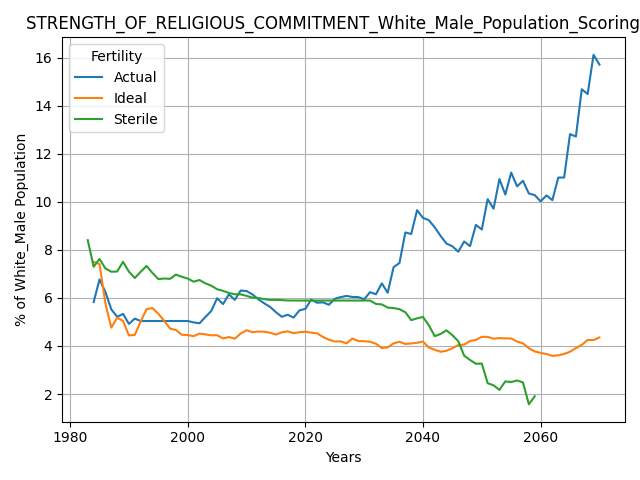 STRENGTH_OF_RELIGIOUS_COMMITMENT_White_Male_Population_Scoring
Fertility
Actual
Ideal
Sterile
% of White_Male Population
16
14
12
10
8
6
4
2
1980
2000
2020
2040
2060
Years